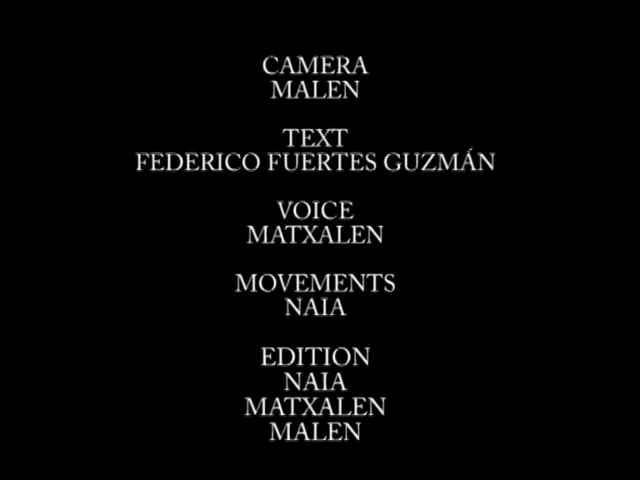 CAMERA
MALEN
TEXT
FEDERICO FUERTES GUZMÁN
VOICE
MATXALEN
MOVEMENTS
NAIA
EDITION
NAIA
MATXALEN
MALEN